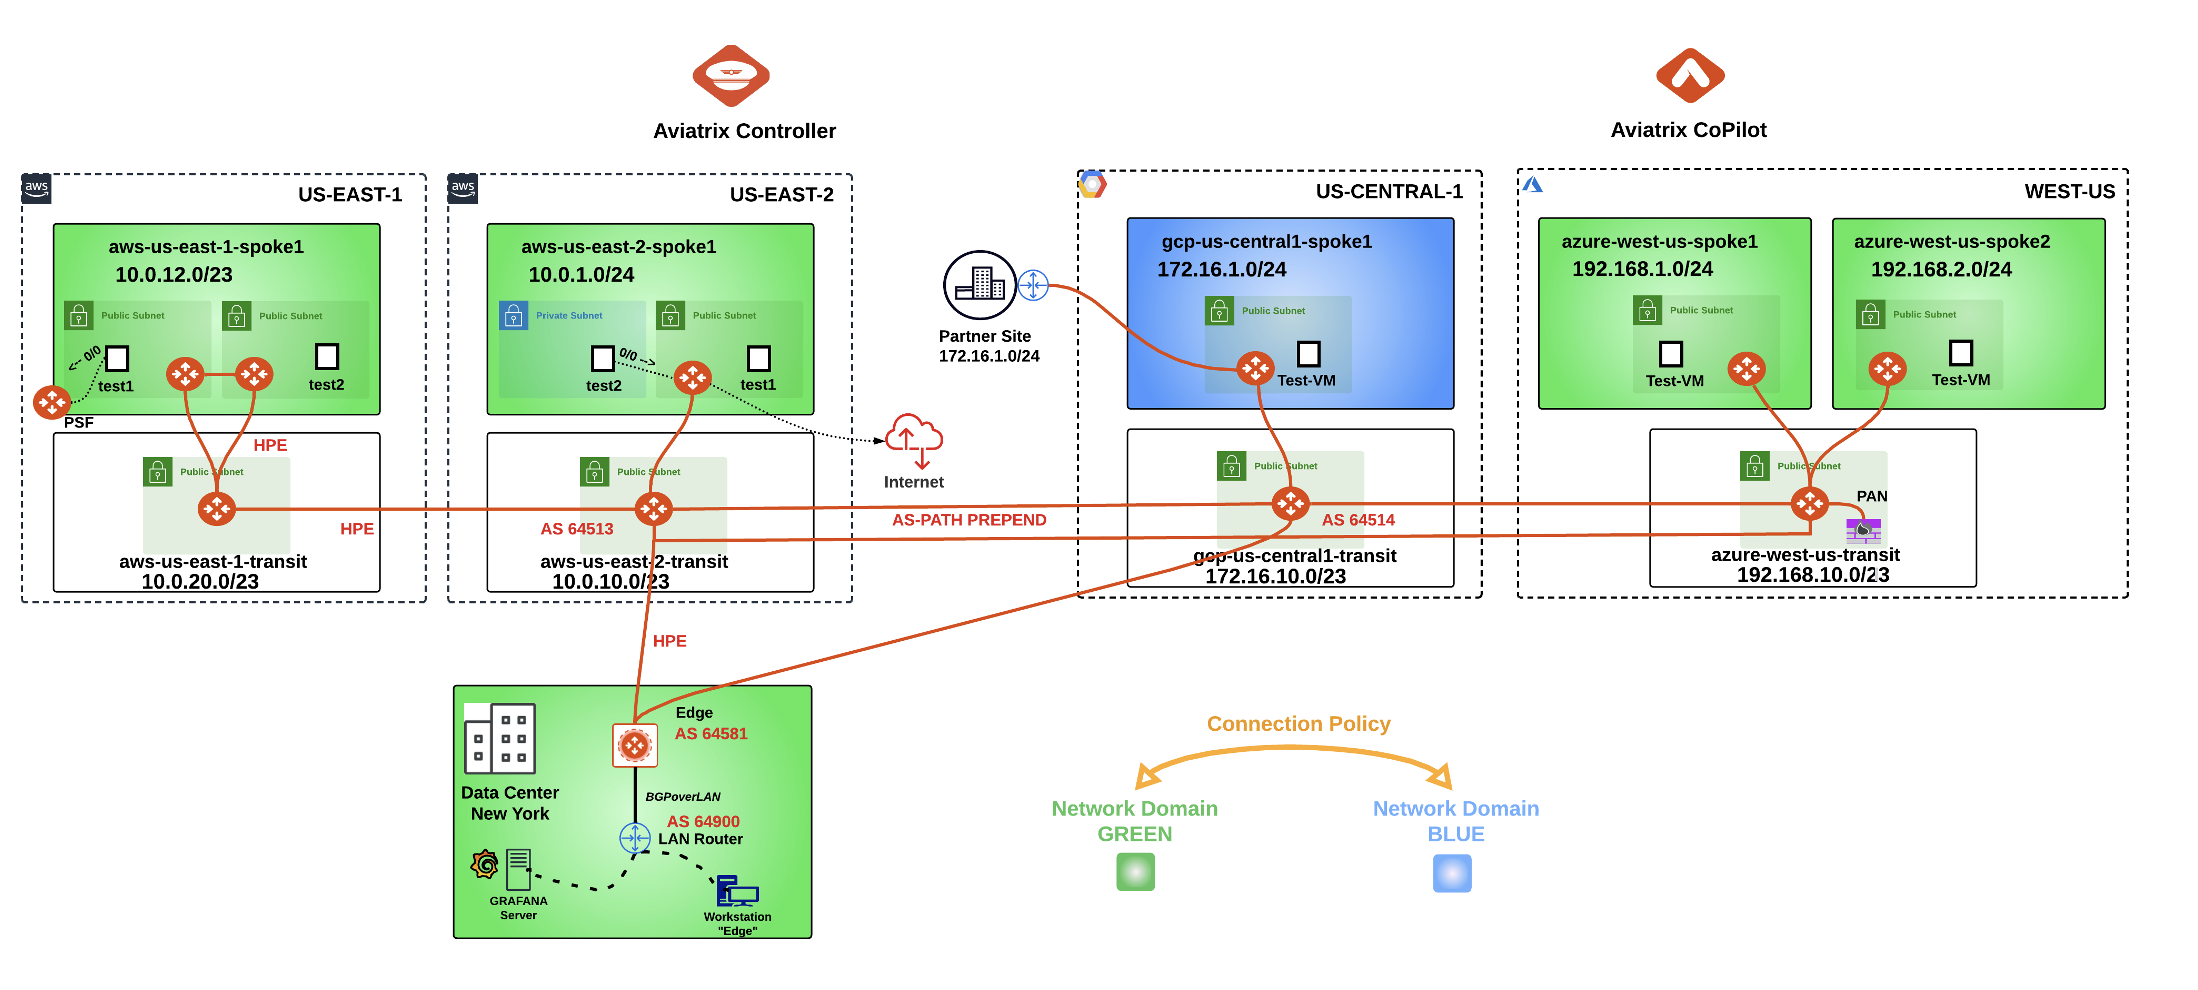 Aviatrix Controller
Aviatrix CoPilot
aws
US-EAST-1
aws-us-east-1-spoke1
10.0.12.0/23
Public Subnet
Public Subnet
0/0
test1
test2
PSF
HPE
Public Subnet
HPE
aws-us-east-1-transit
10.0.20.0/23
aws
US-EAST-2
aws-us-east-2-spoke1
10.0.1.0/24
Private Subnet
Public Subnet
0/0
test2
test1
Internet
Public Subnet
AS 64513
aws-us-east-2-transit
10.0.10.0/23
AS-PATH PREPEND
HPE
Partner Site
172.16.1.0/24
US-CENTRAL-1
gcp-us-central1-spoke1
172.16.1.0/24
Public Subnet
Test-VM
Public Subnet
AS 64514
gcp-us-central1-transit
172.16.10.0/23
WEST-US
azure-west-us-spoke1
192.168.1.0/24
Public Subnet
Test-VM
azure-west-us-spoke2
192.168.2.0/24
Public Subnet
Test-VM
Public Subnet
PAN
azure-west-us-transit
192.168.10.0/23
Edge
AS 64581
Data Center
New York
BGPoverLAN
AS 64900
LAN Router
GRAFANA
Server
Workstation
"Edge"
Connection Policy
Network Domain
GREEN
Network Domain
BLUE